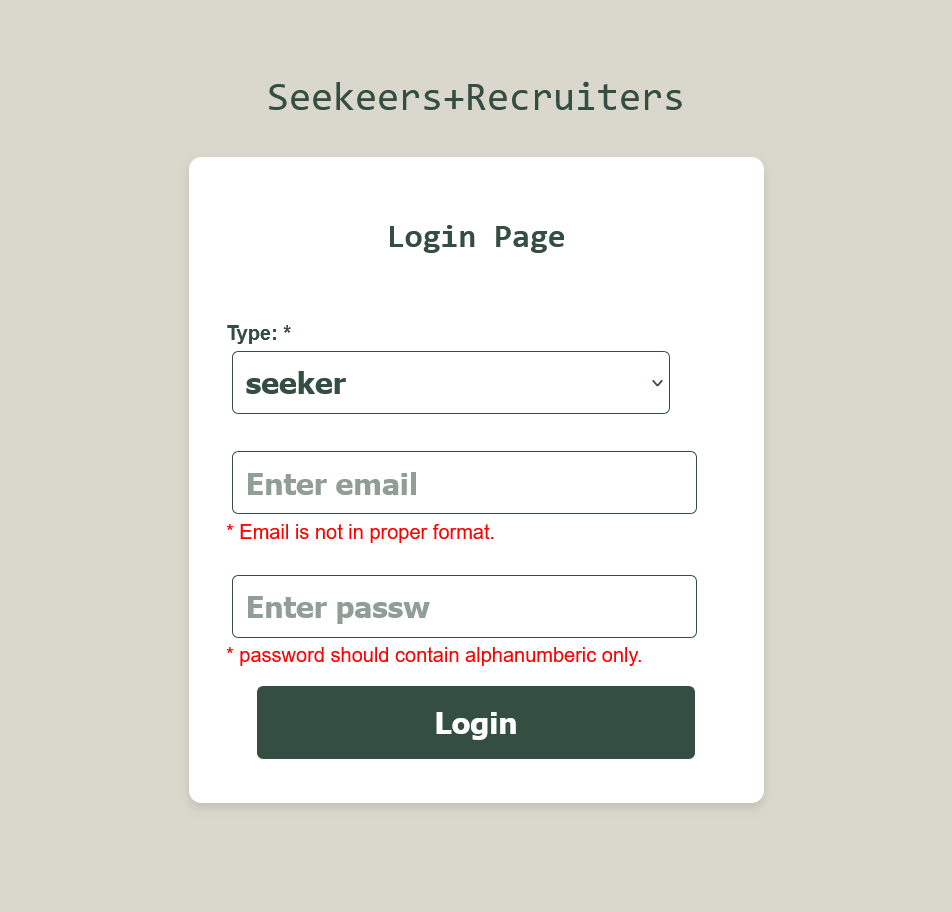 Seekeers+Recruiters
Login Page
Type: *
seeker
Enter email
* Email is not in proper format.
Enter passw
* password should contain alphanumberic only.
Login